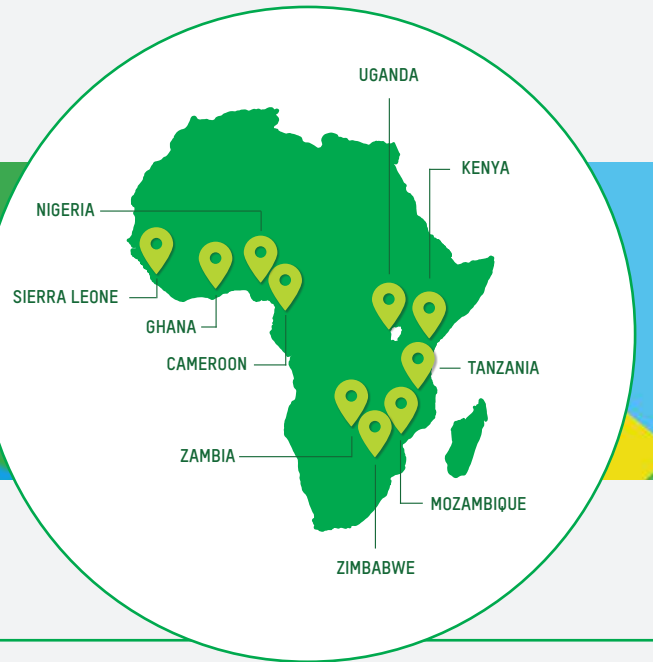 UGANDA
KENYA
NIGERIA
SIERRA LEONE
GHANA
CAMEROON
TANZANIA
ZAMBIA
MOZAMBIQUE
ZIMBABWE